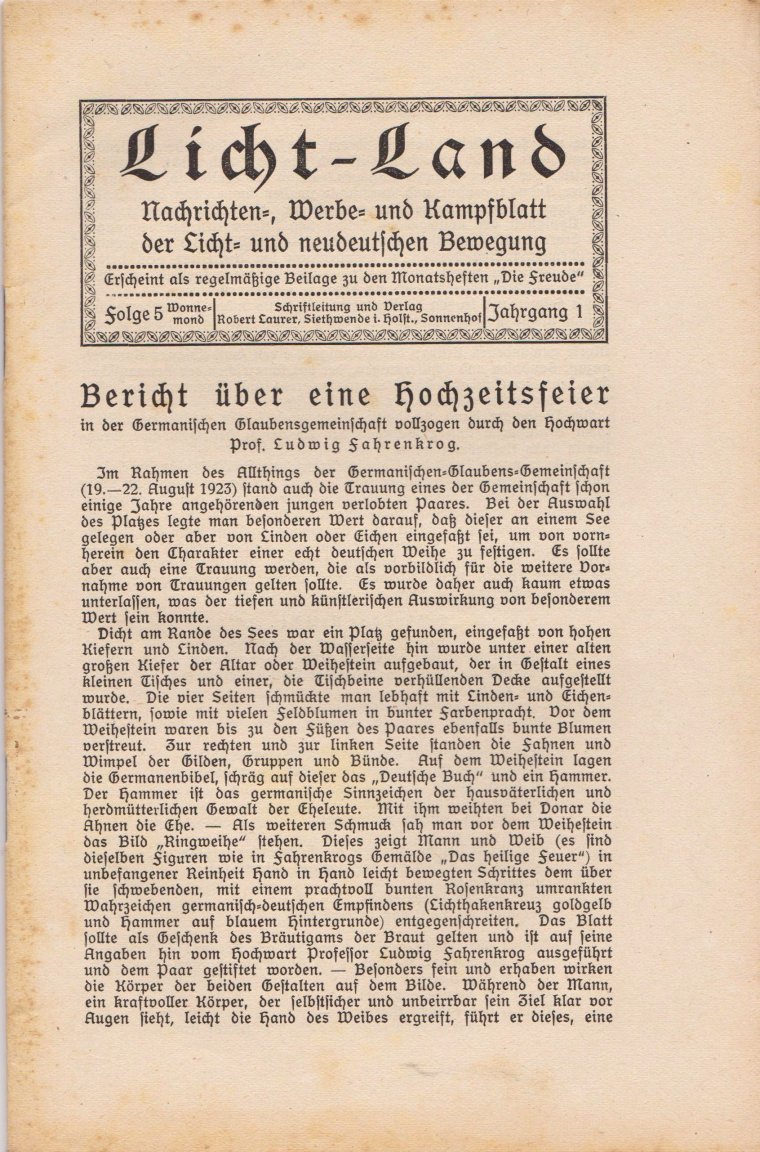 Licht-Land
Nachrichten-, Werbe- und Kampfblatt
der Licht- und neudeutschen Bewegung
Erscheint als regelmäßige Beilage zu den Monatsheften „Die Freude“
Folge 5 Wonne-
mond
Schriftleitung und Verlag
Robert Laurer, Siethwende i. Holst., Sonnenhof
Jahrgang 1
Bericht über eine Hochzeitsfeier
in der Germanischen Glaubensgemeinschaft vollzogen durch den Hochwart
Prof. Ludwig Fahrenkrog.
Im Rahmen des Allthings der Germanischen-Glaubens-Gemeinschaft
(19.—22. August 1923) stand auch die Trauung eines der Gemeinschaft schon
einige Jahre angehörenden jungen verlobten Paares. Bei der Auswahl
des Platzes legte man besonderen Wert darauf, daß dieser an einem See
gelegen oder aber von Linden oder Eichen eingefaßt sei, um von vorn-
herein den Charakter einer echt deutschen Weihe zu festigen. Es sollte
aber auch eine Trauung werden, die als vorbildlich für die weitere Vor-
nahme von Trauungen gelten sollte. Es wurde daher auch kaum etwas
unterlassen, was der tiefen und künstlerischen Auswirkung von besonderem
Wert sein konnte.
Dicht am Rande des Sees war ein Platz gefunden, eingefaßt von hohen
Kiefern und Linden. Nach der Wasserseite hin wurde unter einer alten
großen Kiefer der Altar oder Weihestein aufgebaut, der in Gestalt eines
kleinen Tisches und einer, die Tischbeine verhüllenden Decke aufgestellt
wurde. Die vier Seiten schmückte man lebhaft mit Linden- und Eichen-
blättern, sowie mit vielen Feldblumen in bunter Farbenpracht. Vor dem
Weihestein waren bis zu den Füßen des Paares ebenfalls bunte Blumen
verstreut. Zur rechten und zur linken Seite standen die Fahnen und
Wimpel der Gilden, Gruppen und Bünde. Auf dem Weihestein lagen
die Germanenbibel, schräg auf dieser das „Deutsche Buch“ und ein Hammer.
Der Hammer ist das germanische Sinnzeichen der hausväterlichen und
herdmütterlichen Gewalt der Eheleute. Mit ihm weihten bei Donar die
Ahnen die Ehe. — Als weiteren Schmuck sah man vor dem Weihestein
das Bild „Ringweihe“ stehen. Dieses zeigt Mann und Weib (es sind
dieselben Figuren wie in Fahrenkrogs Gemälde „Das heilige Feuer“) in
unbefangener Reinheit Hand in Hand leicht bewegten Schrittes dem über
sie schwebenden, mit einem prachtvoll bunten Rosenkranz umrankten
Wahrzeichen germanisch-deutschen Empfindens (Lichthakenkreuz goldgelb
und Hammer auf blauem Hintergrunde) entgegenschreiten. Das Blatt
sollte als Geschenk des Bräutigams der Braut gelten und ist auf seine
Angaben hin vom Hochwart Professor Ludwig Fahrenkrog ausgeführt
und dem Paar gestiftet worden. — Besonders fein und erhaben wirken
die Körper der beiden Gestalten auf dem Bilde. Während der Mann,
ein kraftvoller Körper, der selbstsicher und unbeirrbar sein Ziel klar vor
Augen sieht, leicht die Hand des Weibes ergreift, führt er dieses, eine